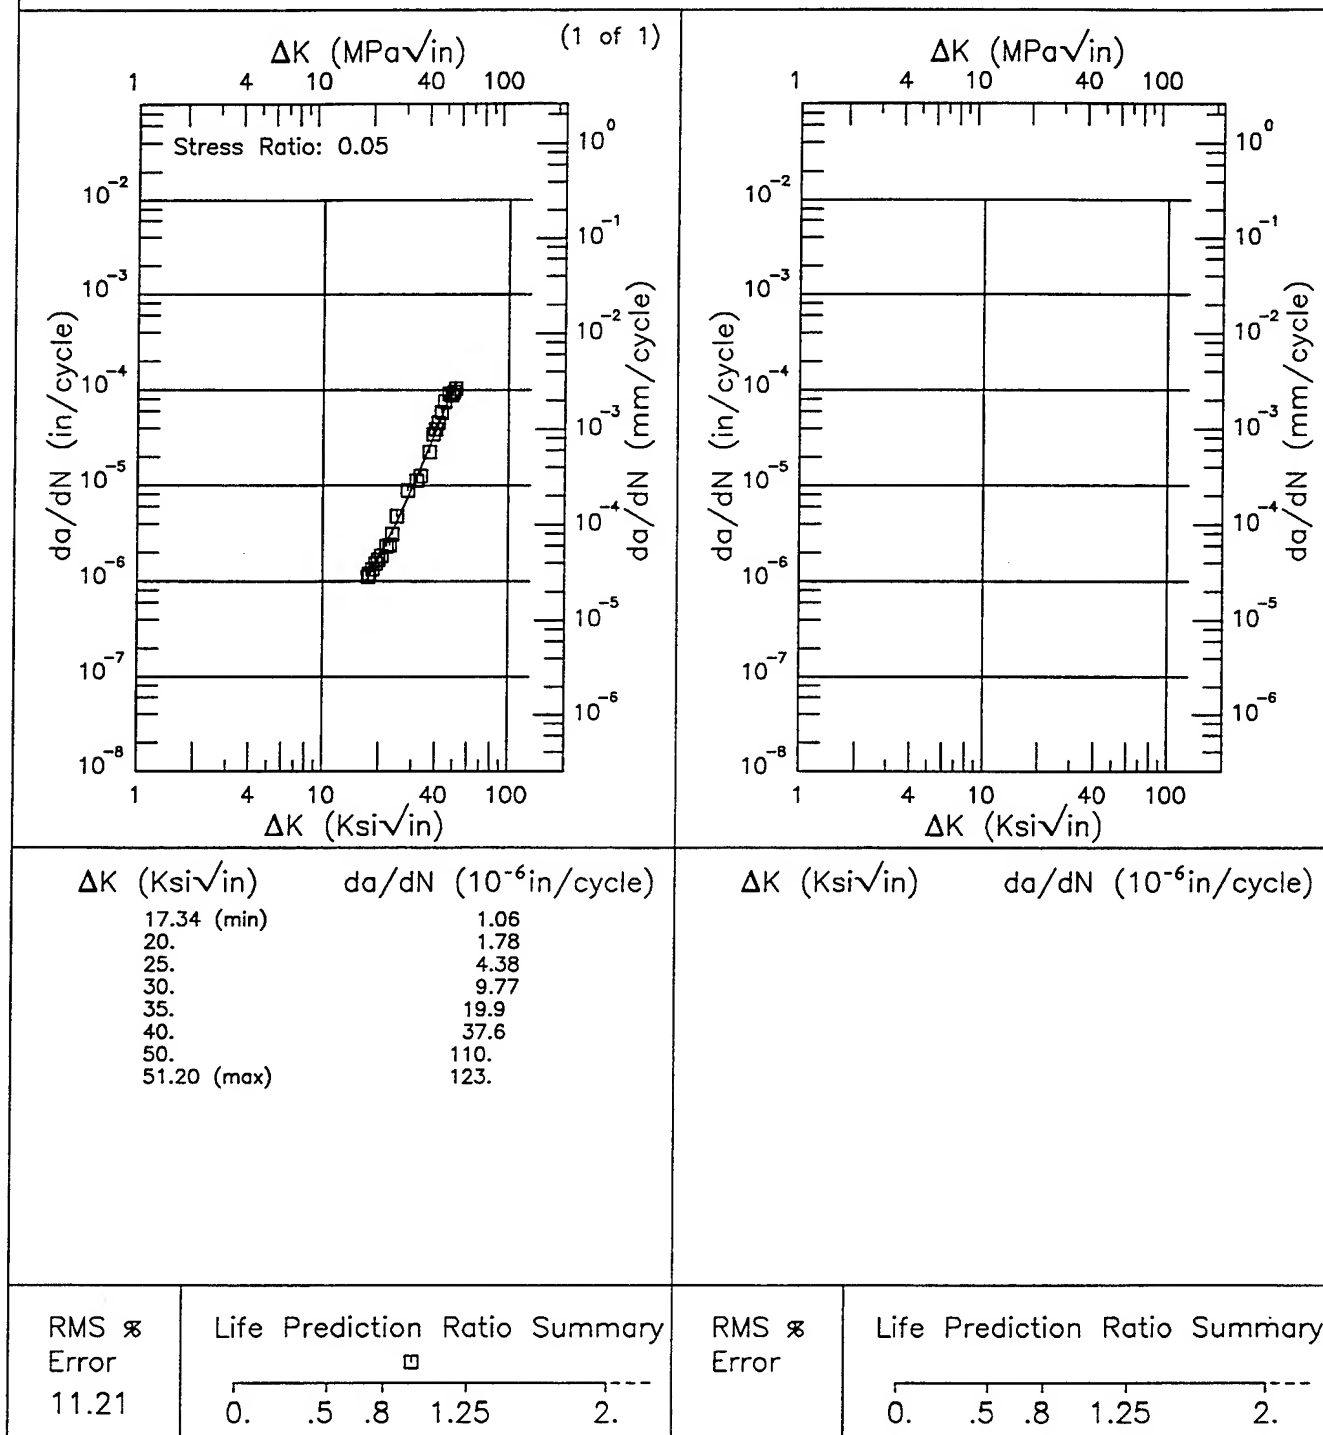 (1 of 1)
ΔK (MPa√in)
1 4 10 40 100
Stress Ratio: 0.05
da/dN (in/cycle)
10⁻²
10⁻³
10⁻⁴
10⁻⁵
10⁻⁶
10⁻⁷
10⁻⁸
10⁰
10⁻¹
10⁻²
10⁻³
10⁻⁴
10⁻⁵
10⁻⁶
da/dN (mm/cycle)
1 4 10 40 100
ΔK (Ksi√in)
ΔK (MPa√in)
1 4 10 40 100
da/dN (in/cycle)
10⁻²
10⁻³
10⁻⁴
10⁻⁵
10⁻⁶
10⁻⁷
10⁻⁸
10⁰
10⁻¹
10⁻²
10⁻³
10⁻⁴
10⁻⁵
10⁻⁶
da/dN (mm/cycle)
1 4 10 40 100
ΔK (Ksi√in)
ΔK (Ksi√in) da/dN (10⁻⁶in/cycle)
17.34 (min) 1.06
20. 1.78
25. 4.38
30. 9.77
35. 19.9
40. 37.6
50. 110.
51.20 (max) 123.
ΔK (Ksi√in) da/dN (10⁻⁶in/cycle)
RMS %
Error
11.21
Life Prediction Ratio Summary
0. .5 .8 1.25 2.
RMS %
Error
Life Prediction Ratio Summary
0. .5 .8 1.25 2.